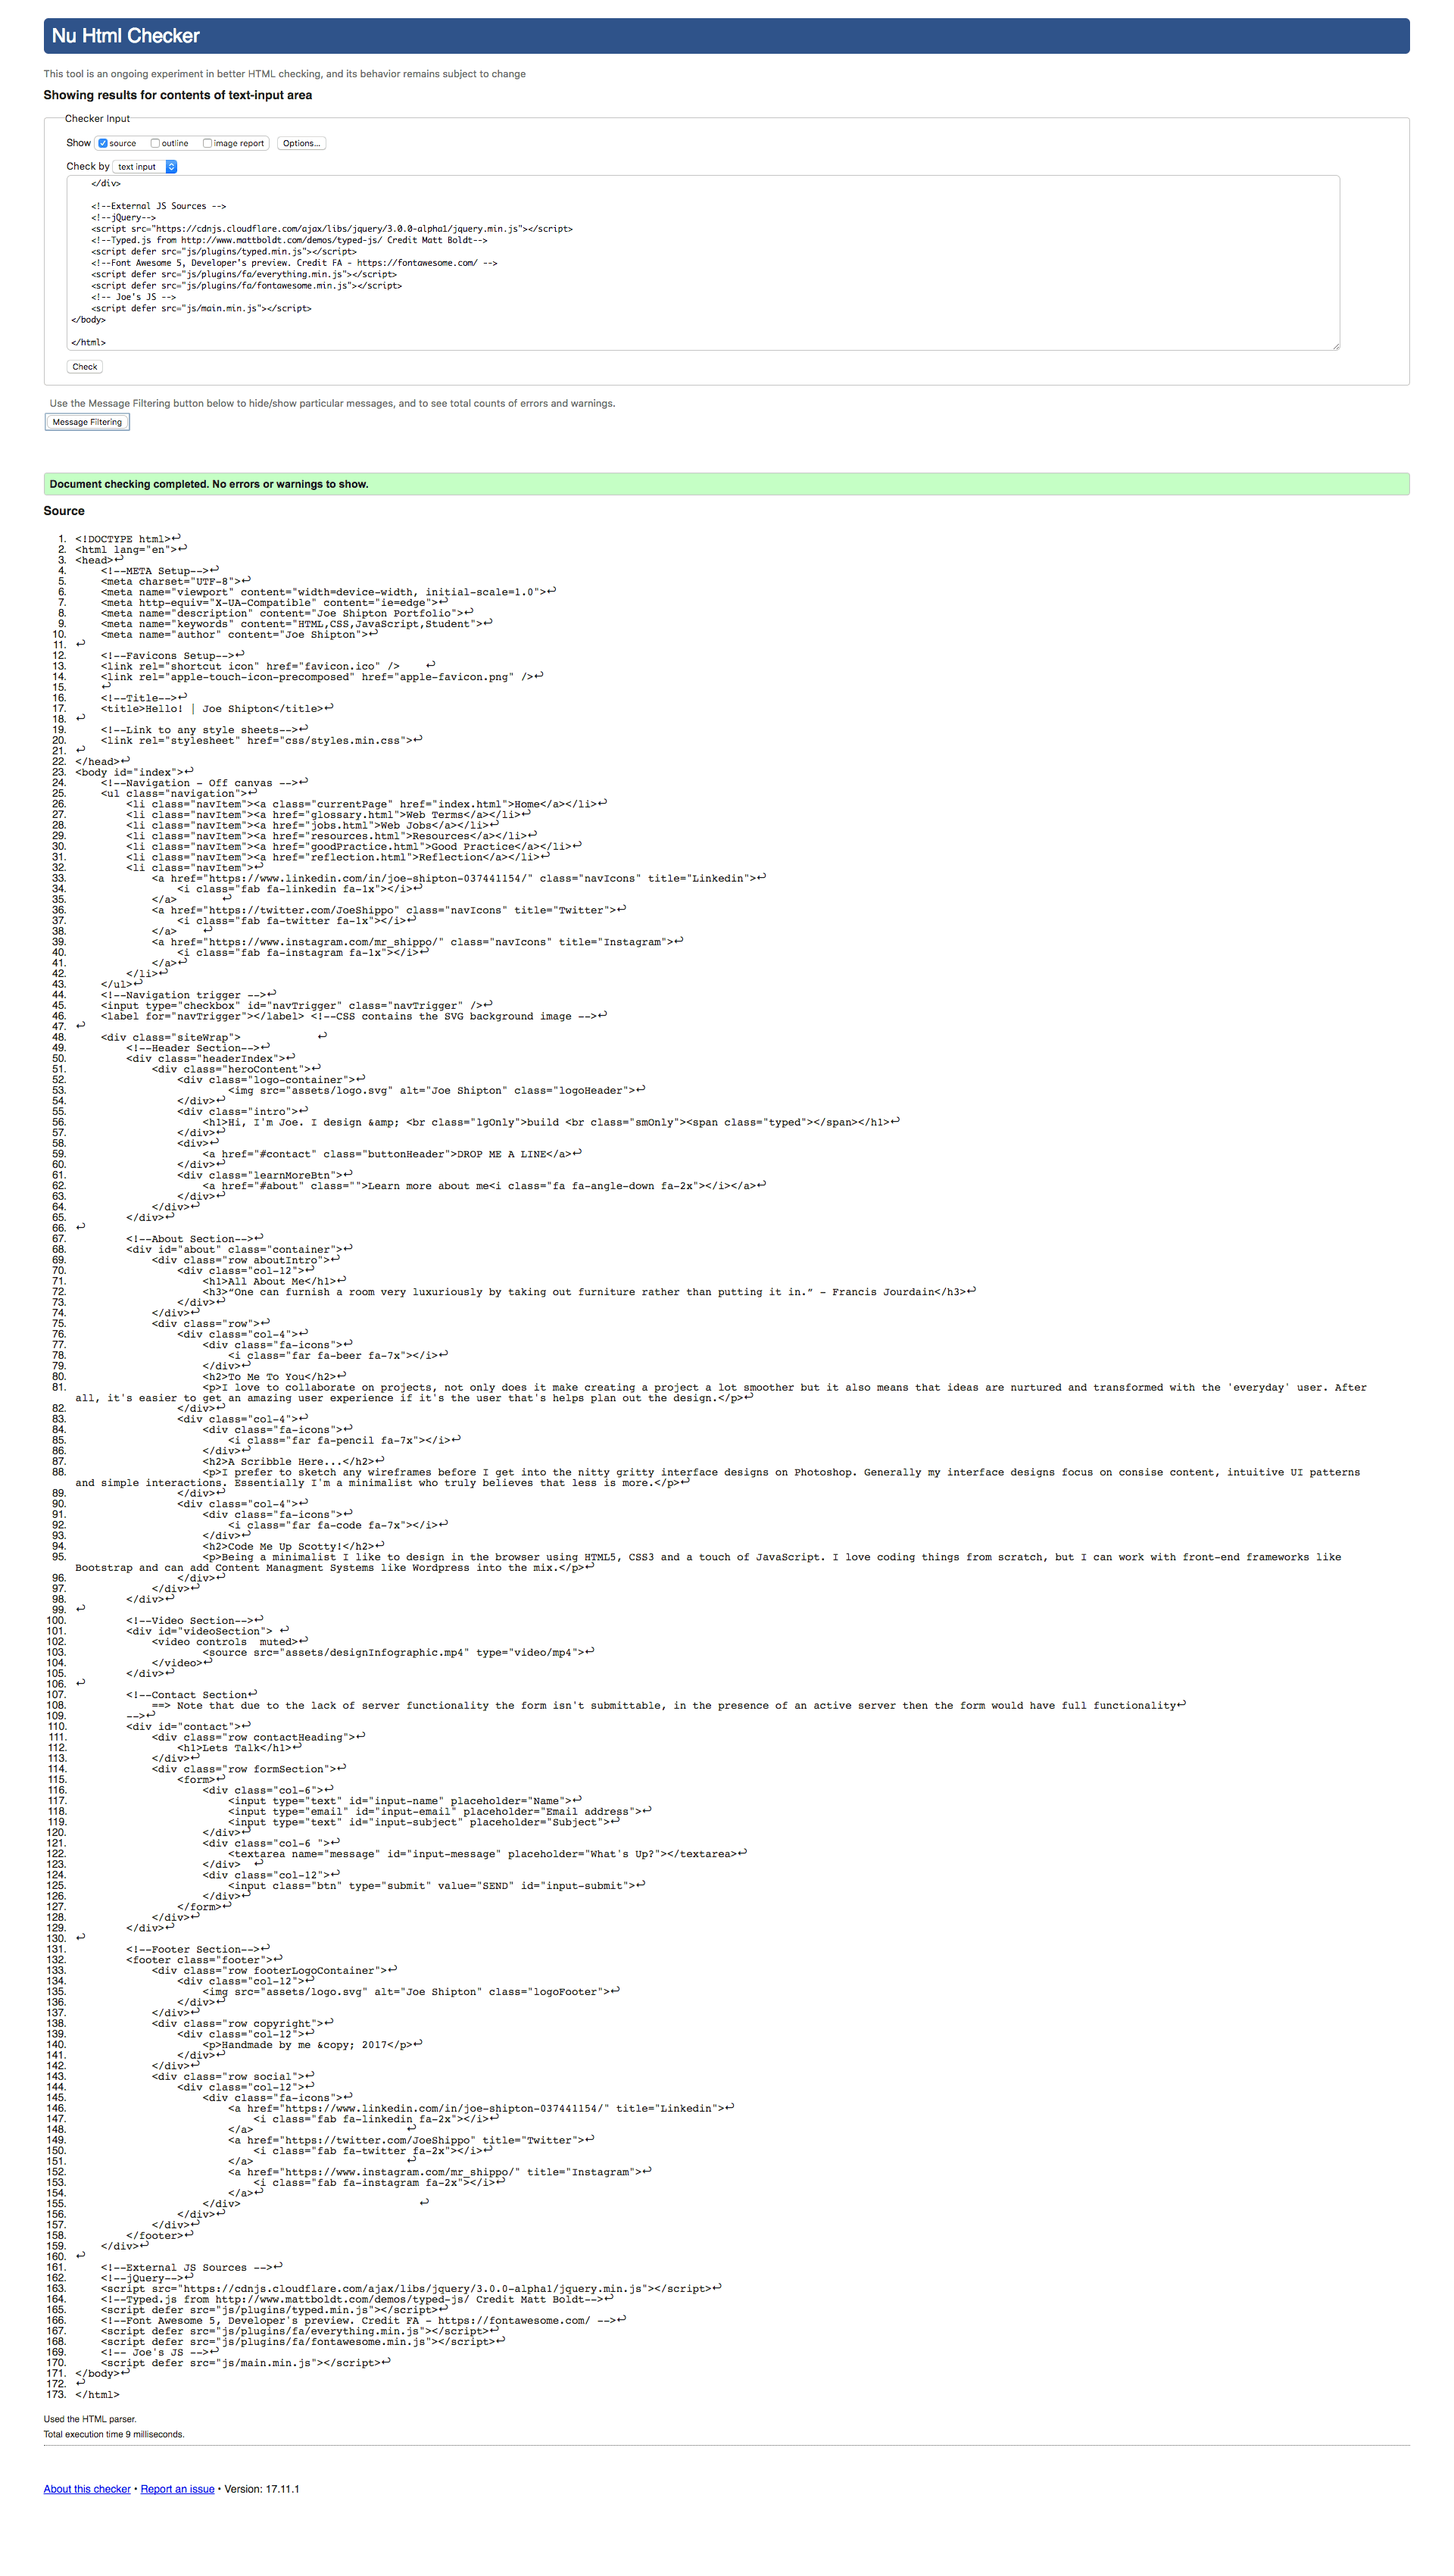 Nu Html Checker
This tool is an ongoing experiment in better HTML checking, and its behavior remains subject to change
Showing results for contents of text-input area
Checker Input
Show source outline image report Options...
Check by text input
</div>
<!--External JS Sources -->
<!--jQuery-->
<script src="https://cdnjs.cloudflare.com/ajax/libs/jquery/3.0.0-alpha1/jquery.min.js"></script>
<!--Typed.js from http://www.mattboldt.com/demos/typed-js/ Credit Matt Boldt-->
<script defer src="js/plugins/typed.min.js"></script>
<!--Font Awesome 5, Developer's preview. Credit FA - https://fontawesome.com/ -->
<script defer src="js/plugins/fa/everything.min.js"></script>
<script defer src="js/plugins/fa/fontawesome.min.js"></script>
<!-- Joe's JS -->
<script defer src="js/main.min.js"></script>
</body>
</html>
Check
Use the Message Filtering button below to hide/show particular messages, and to see total counts of errors and warnings.
Message Filtering
Document checking completed. No errors or warnings to show.
Source
1. <!DOCTYPE html>↩
2. <html lang="en">↩
3. <head>↩
4. <!--META Setup-->↩
5. <meta charset="UTF-8">↩
6. <meta name="viewport" content="width=device-width, initial-scale=1.0">↩
7. <meta http-equiv="X-UA-Compatible" content="ie=edge">↩
8. <meta name="description" content="Joe Shipton Portfolio">↩
9. <meta name="keywords" content="HTML,CSS,JavaScript,Student">↩
10. <meta name="author" content="Joe Shipton">↩
11. ↩
12. <!--Favicons Setup-->↩
13. <link rel="shortcut icon" href="favicon.ico" /> ↩
14. <link rel="apple-touch-icon-precomposed" href="apple-favicon.png" />↩
15. ↩
16. <!--Title-->↩
17. <title>Hello! | Joe Shipton</title>↩
18. ↩
19. <!--Link to any style sheets-->↩
20. <link rel="stylesheet" href="css/styles.min.css">↩
21. ↩
22. </head>↩
23. <body id="index">↩
24. <!--Navigation - Off canvas -->↩
25. <ul class="navigation">↩
26. <li class="navItem"><a class="currentPage" href="index.html">Home</a></li>↩
27. <li class="navItem"><a href="glossary.html">Web Terms</a></li>↩
28. <li class="navItem"><a href="jobs.html">Web Jobs</a></li>↩
29. <li class="navItem"><a href="resources.html">Resources</a></li>↩
30. <li class="navItem"><a href="goodPractice.html">Good Practice</a></li>↩
31. <li class="navItem"><a href="reflection.html">Reflection</a></li>↩
32. <li class="navItem">↩
33. <a href="https://www.linkedin.com/in/joe-shipton-037441154/" class="navIcons" title="Linkedin">↩
34. <i class="fab fa-linkedin fa-1x"></i>↩
35. </a> ↩
36. <a href="https://twitter.com/JoeShippo" class="navIcons" title="Twitter">↩
37. <i class="fab fa-twitter fa-1x"></i>↩
38. </a> ↩
39. <a href="https://www.instagram.com/mr_shippo/" class="navIcons" title="Instagram">↩
40. <i class="fab fa-instagram fa-1x"></i>↩
41. </a>↩
42. </li>↩
43. </ul>↩
44. <!--Navigation trigger -->↩
45. <input type="checkbox" id="navTrigger" class="navTrigger" />↩
46. <label for="navTrigger"></label> <!--CSS contains the SVG background image -->↩
47. ↩
48. <div class="siteWrap"> ↩
49. <!--Header Section-->↩
50. <div class="headerIndex">↩
51. <div class="heroContent">↩
52. <div class="logo-container">↩
53. <img src="assets/logo.svg" alt="Joe Shipton" class="logoHeader">↩
54. </div>↩
55. <div class="intro">↩
56. <h1>Hi, I'm Joe. I design &amp; <br class="lgOnly">build <br class="smOnly"><span class="typed"></span></h1>↩
57. </div>↩
58. <div>↩
59. <a href="#contact" class="buttonHeader">DROP ME A LINE</a>↩
60. </div>↩
61. <div class="learnMoreBtn">↩
62. <a href="#about" class="">Learn more about me<i class="fa fa-angle-down fa-2x"></i></a>↩
63. </div>↩
64. </div>↩
65. </div>↩
66. ↩
67. <!--About Section-->↩
68. <div id="about" class="container">↩
69. <div class="row aboutIntro">↩
70. <div class="col-12">↩
71. <h1>All About Me</h1>↩
72. <h3>“One can furnish a room very luxuriously by taking out furniture rather than putting it in.” - Francis Jourdain</h3>↩
73. </div>↩
74. </div>↩
75. <div class="row">↩
76. <div class="col-4">↩
77. <div class="fa-icons">↩
78. <i class="far fa-beer fa-7x"></i>↩
79. </div>↩
80. <h2>To Me To You</h2>↩
81. <p>I love to collaborate on projects, not only does it make creating a project a lot smoother but it also means that ideas are nurtured and transformed with the 'everyday' user. After
all, it's easier to get an amazing user experience if it's the user that's helps plan out the design.</p>↩
82. </div>↩
83. <div class="col-4">↩
84. <div class="fa-icons">↩
85. <i class="far fa-pencil fa-7x"></i>↩
86. </div>↩
87. <h2>A Scribble Here...</h2>↩
88. <p>I prefer to sketch any wireframes before I get into the nitty gritty interface designs on Photoshop. Generally my interface designs focus on consise content, intuitive UI patterns
and simple interactions. Essentially I'm a minimalist who truly believes that less is more.</p>↩
89. </div>↩
90. <div class="col-4">↩
91. <div class="fa-icons">↩
92. <i class="far fa-code fa-7x"></i>↩
93. </div>↩
94. <h2>Code Me Up Scotty!</h2>↩
95. <p>Being a minimalist I like to design in the browser using HTML5, CSS3 and a touch of JavaScript. I love coding things from scratch, but I can work with front-end frameworks like
Bootstrap and can add Content Managment Systems like Wordpress into the mix.</p>↩
96. </div>↩
97. </div>↩
98. </div>↩
99. ↩
100. <!--Video Section-->↩
101. <div id="videoSection"> ↩
102. <video controls  muted>↩
103. <source src="assets/designInfographic.mp4" type="video/mp4">↩
104. </video>↩
105. </div>↩
106. ↩
107. <!--Contact Section↩
108. ==> Note that due to the lack of server functionality the form isn't submittable, in the presence of an active server then the form would have full functionality↩
109. -->↩
110. <div id="contact">↩
111. <div class="row contactHeading">↩
112. <h1>Lets Talk</h1>↩
113. </div>↩
114. <div class="row formSection">↩
115. <form>↩
116. <div class="col-6">↩
117. <input type="text" id="input-name" placeholder="Name">↩
118. <input type="email" id="input-email" placeholder="Email address">↩
119. <input type="text" id="input-subject" placeholder="Subject">↩
120. </div>↩
121. <div class="col-6 ">↩
122. <textarea name="message" id="input-message" placeholder="What's Up?"></textarea>↩
123. </div> ↩
124. <div class="col-12">↩
125. <input class="btn" type="submit" value="SEND" id="input-submit">↩
126. </div>↩
127. </form>↩
128. </div>↩
129. </div>↩
130. ↩
131. <!--Footer Section-->↩
132. <footer class="footer">↩
133. <div class="row footerLogoContainer">↩
134. <div class="col-12">↩
135. <img src="assets/logo.svg" alt="Joe Shipton" class="logoFooter">↩
136. </div>↩
137. </div>↩
138. <div class="row copyright">↩
139. <div class="col-12">↩
140. <p>Handmade by me &copy; 2017</p>↩
141. </div>↩
142. </div>↩
143. <div class="row social">↩
144. <div class="col-12">↩
145. <div class="fa-icons">↩
146. <a href="https://www.linkedin.com/in/joe-shipton-037441154/" title="Linkedin">↩
147. <i class="fab fa-linkedin fa-2x"></i>↩
148. </a> ↩
149. <a href="https://twitter.com/JoeShippo" title="Twitter">↩
150. <i class="fab fa-twitter fa-2x"></i>↩
151. </a> ↩
152. <a href="https://www.instagram.com/mr_shippo/" title="Instagram">↩
153. <i class="fab fa-instagram fa-2x"></i>↩
154. </a>↩
155. </div> ↩
156. </div>↩
157. </div>↩
158. </footer>↩
159. </div>↩
160. ↩
161. <!--External JS Sources -->↩
162. <!--jQuery-->↩
163. <script src="https://cdnjs.cloudflare.com/ajax/libs/jquery/3.0.0-alpha1/jquery.min.js"></script>↩
164. <!--Typed.js from http://www.mattboldt.com/demos/typed-js/ Credit Matt Boldt-->↩
165. <script defer src="js/plugins/typed.min.js"></script>↩
166. <!--Font Awesome 5, Developer's preview. Credit FA - https://fontawesome.com/ -->↩
167. <script defer src="js/plugins/fa/everything.min.js"></script>↩
168. <script defer src="js/plugins/fa/fontawesome.min.js"></script>↩
169. <!-- Joe's JS -->↩
170. <script defer src="js/main.min.js"></script>↩
171. </body>↩
172. ↩
173. </html>
Used the HTML parser.
Total execution time 9 milliseconds.
About this checker • Report an issue • Version: 17.11.1